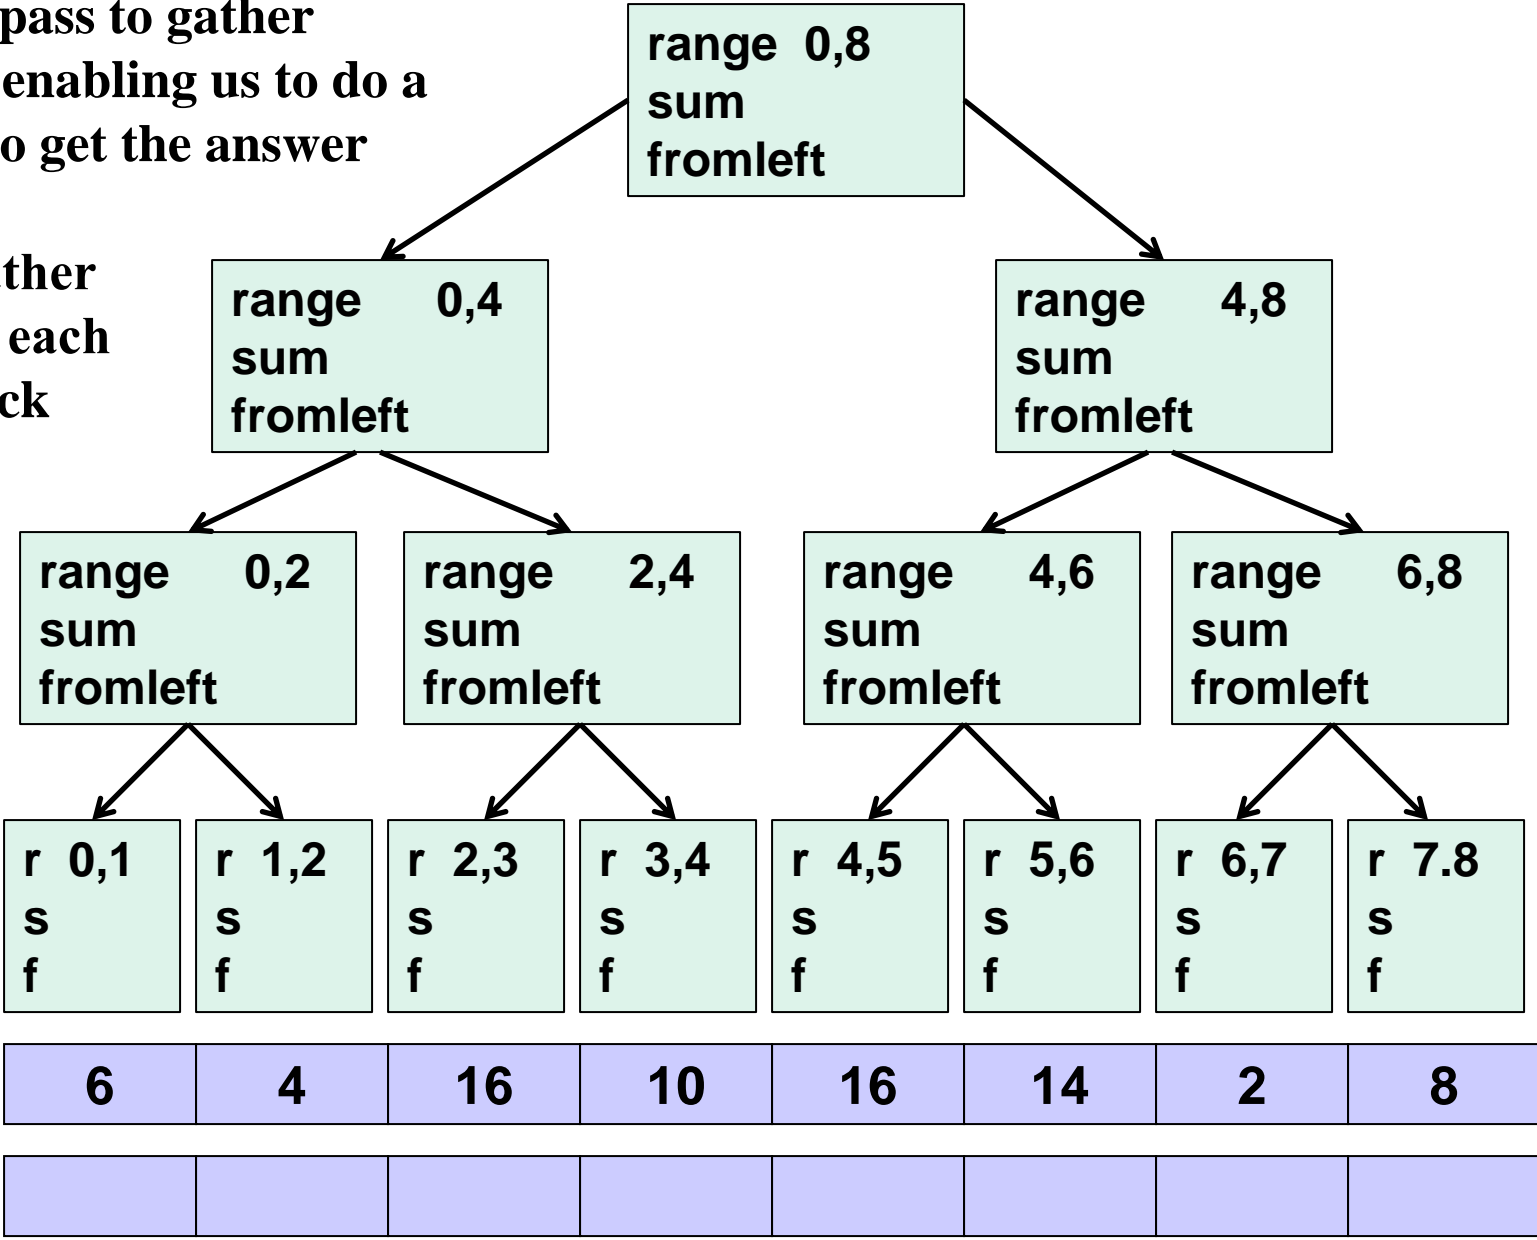 pass to gather
enabling us to do a
o get the answer
ather
each
ck
range 0,8
sum
fromleft
range 0,4
sum
fromleft
range 4,8
sum
fromleft
range 0,2
sum
fromleft
range 2,4
sum
fromleft
range 4,6
sum
fromleft
range 6,8
sum
fromleft
r 0,1
s
f
r 1,2
s
f
r 2,3
s
f
r 3,4
s
f
r 4,5
s
f
r 5,6
s
f
r 6,7
s
f
r 7.8
s
f
6 4 16 10 16 14 2 8